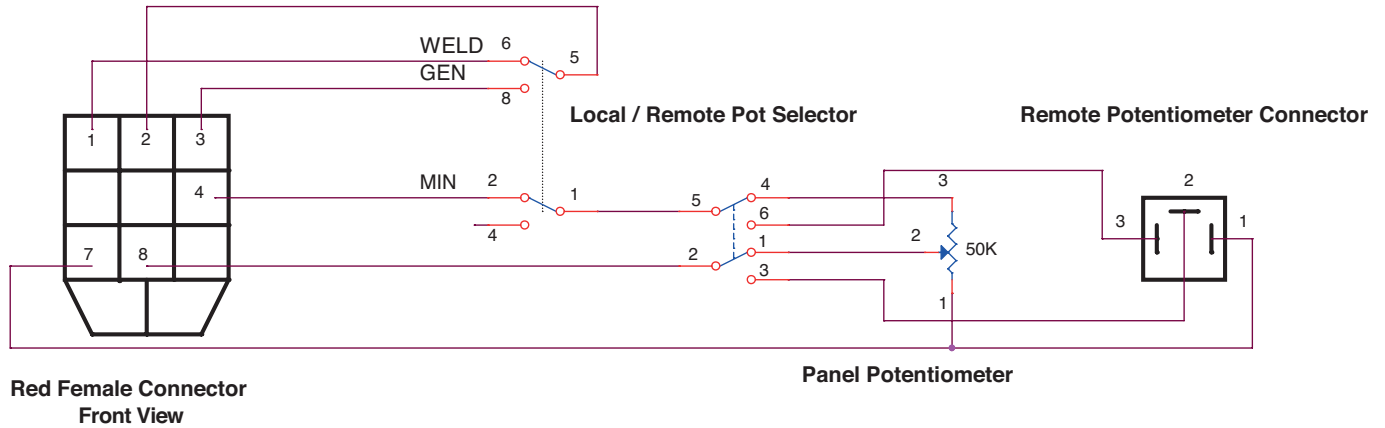 WELD 6
5
GEN
8
Local / Remote Pot Selector
Remote Potentiometer Connector
1 2 3
4
MIN 2
1
4
5 4
6
3
2
3 1
7 8
2 1
3
2
50K
1
Panel Potentiometer
Red Female Connector
Front View